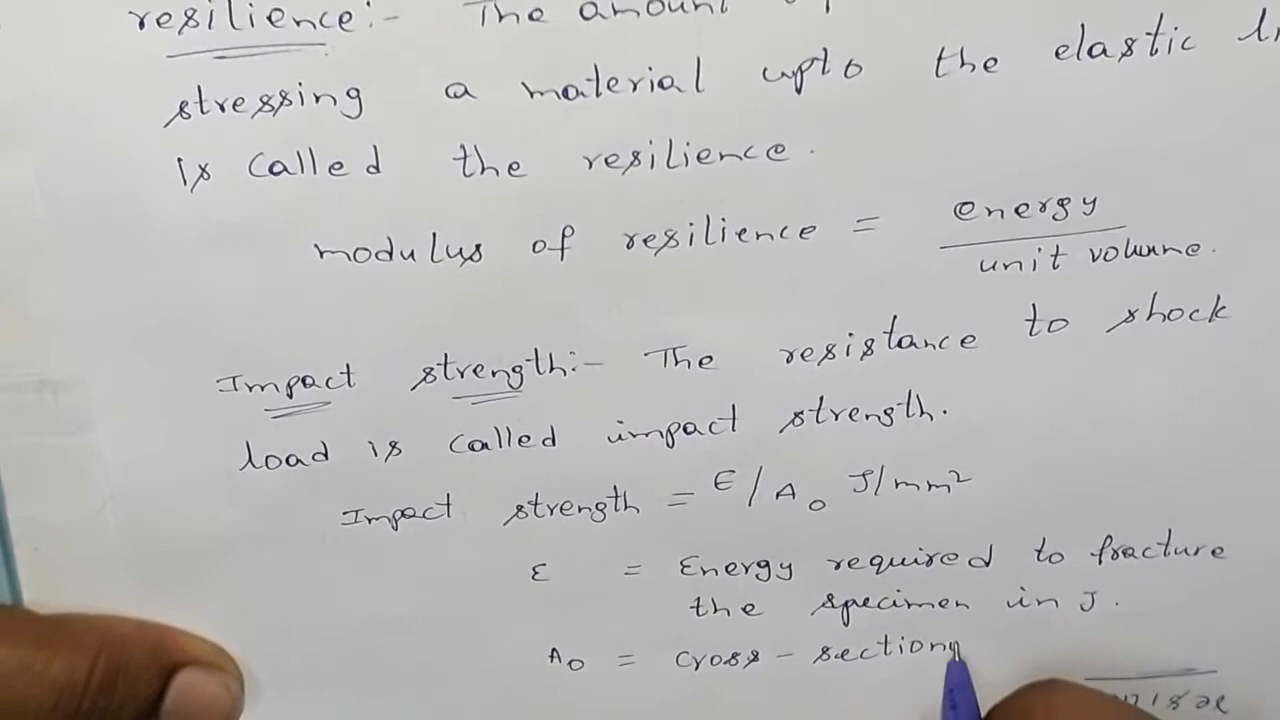 resilience:- The amount
stressing a material upto the elastic
is called the resilience.
modulus of resilience = energy
unit volume.
Impact strength:- The resistance to shock
load is called impact strength.
Impact strength = E/A₀ J/mm²
ε = Energy required to fracture
the specimen in J.
A₀ = cross-section